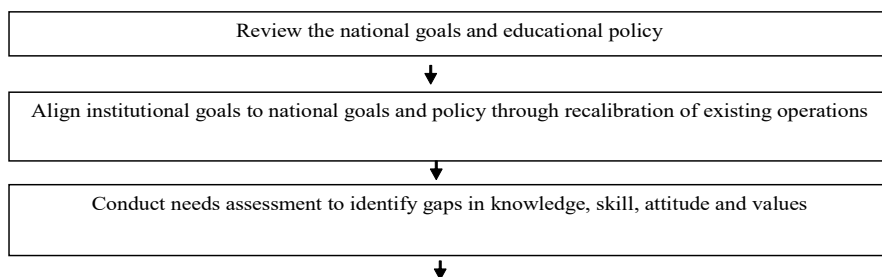 Review the national goals and educational policy
Align institutional goals to national goals and policy through recalibration of existing operations
Conduct needs assessment to identify gaps in knowledge, skill, attitude and values